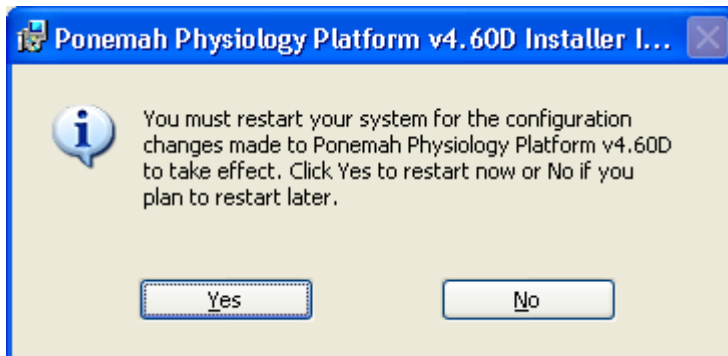 Ponemah Physiology Platform v4.60D Installer I...
You must restart your system for the configuration
changes made to Ponemah Physiology Platform v4.60D
to take effect. Click Yes to restart now or No if you
plan to restart later.
Yes
No